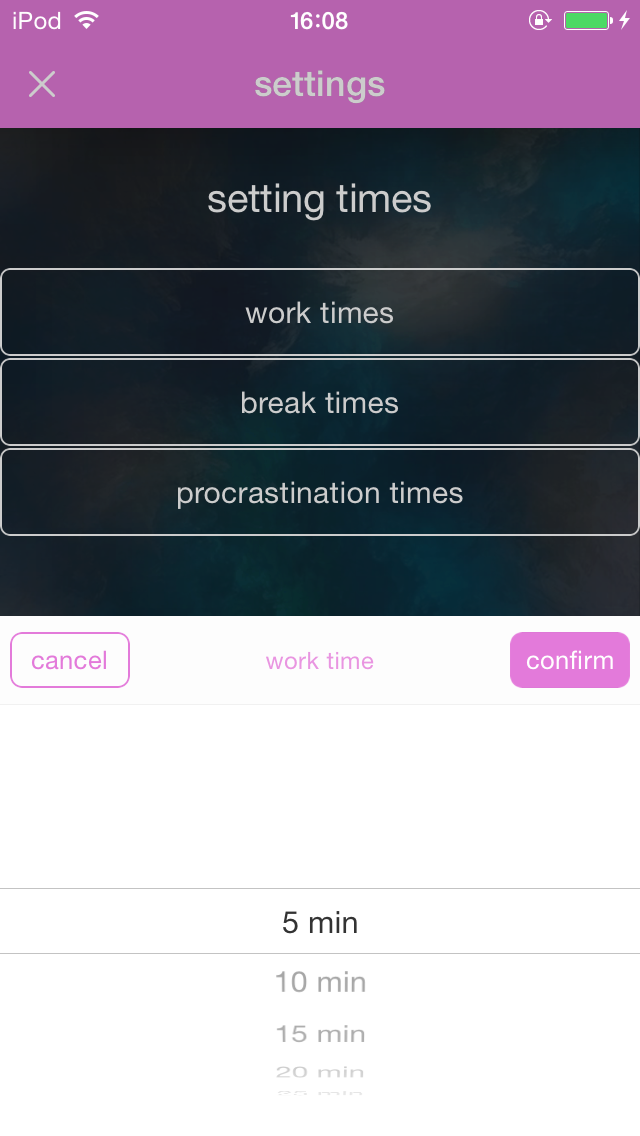 iPod 16:08
settings
setting times
work times
break times
procrastination times
cancel work time confirm
5 min
10 min
15 min
20 min